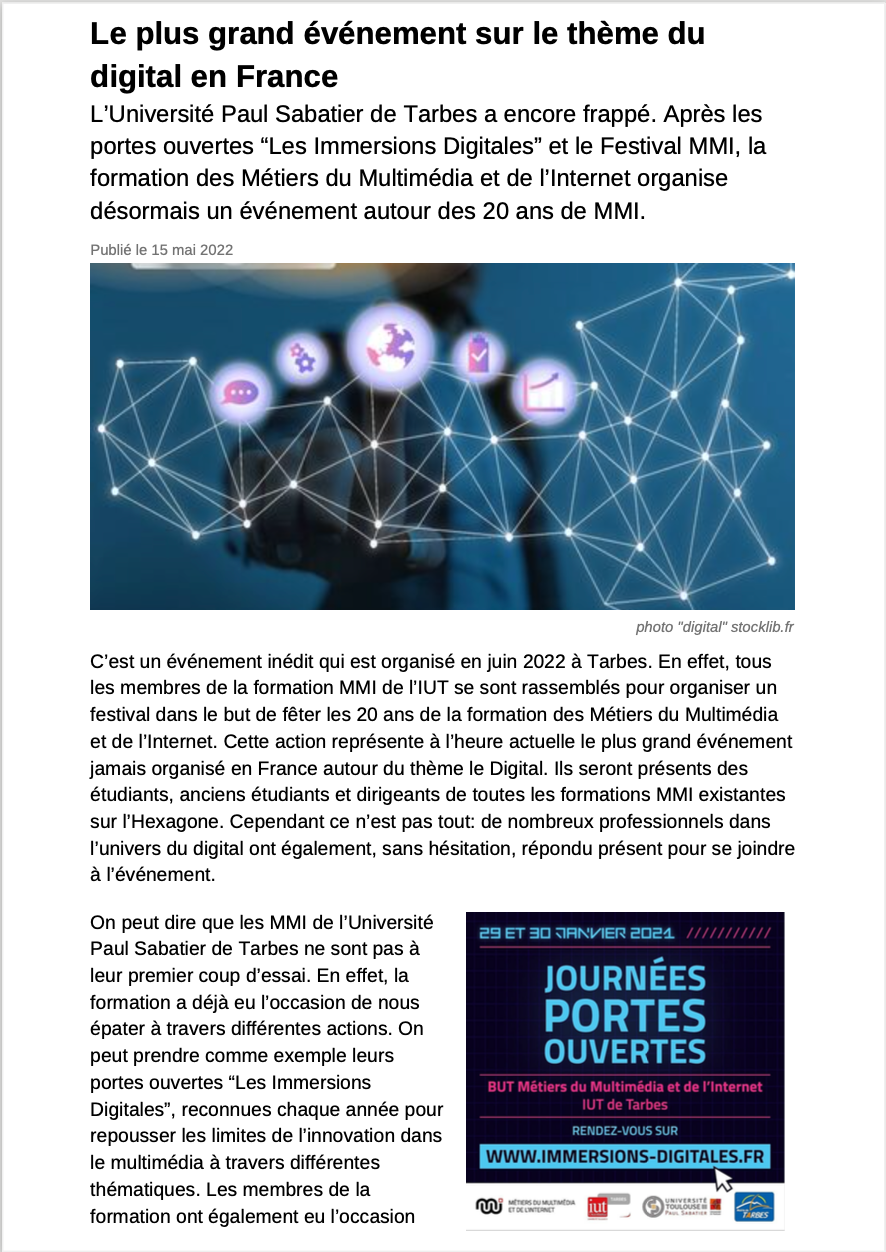 Le plus grand événement sur le thème du
digital en France
L’Université Paul Sabatier de Tarbes a encore frappé. Après les
portes ouvertes “Les Immersions Digitales” et le Festival MMI, la
formation des Métiers du Multimédia et de l’Internet organise
désormais un événement autour des 20 ans de MMI.
Publié le 15 mai 2022
photo "digital" stocklib.fr
C’est un événement inédit qui est organisé en juin 2022 à Tarbes. En effet, tous
les membres de la formation MMI de l’IUT se sont rassemblés pour organiser un
festival dans le but de fêter les 20 ans de la formation des Métiers du Multimédia
et de l’Internet. Cette action représente à l’heure actuelle le plus grand événement
jamais organisé en France autour du thème le Digital. Ils seront présents des
étudiants, anciens étudiants et dirigeants de toutes les formations MMI existantes
sur l’Hexagone. Cependant ce n’est pas tout: de nombreux professionnels dans
l’univers du digital ont également, sans hésitation, répondu présent pour se joindre
à l’événement.
On peut dire que les MMI de l’Université
Paul Sabatier de Tarbes ne sont pas à
leur premier coup d’essai. En effet, la
formation a déjà eu l’occasion de nous
épater à travers différentes actions. On
peut prendre comme exemple leurs
portes ouvertes “Les Immersions
Digitales”, reconnues chaque année pour
repousser les limites de l’innovation dans
le multimédia à travers différentes
thématiques. Les membres de la
formation ont également eu l’occasion
29 ET 30 JANVIER 2021
JOURNÉES
PORTES
OUVERTES
BUT Métiers du Multimédia et de l’Internet
IUT de Tarbes
RENDEZ-VOUS SUR
WWW.IMMERSIONS-DIGITALES.FR
MÉTIERS DU MULTIMÉDIA
ET DE L’INTERNET
iut
TARBES
UNIVERSITÉ
TOULOUSE III
PAUL SABATIER
TARBES